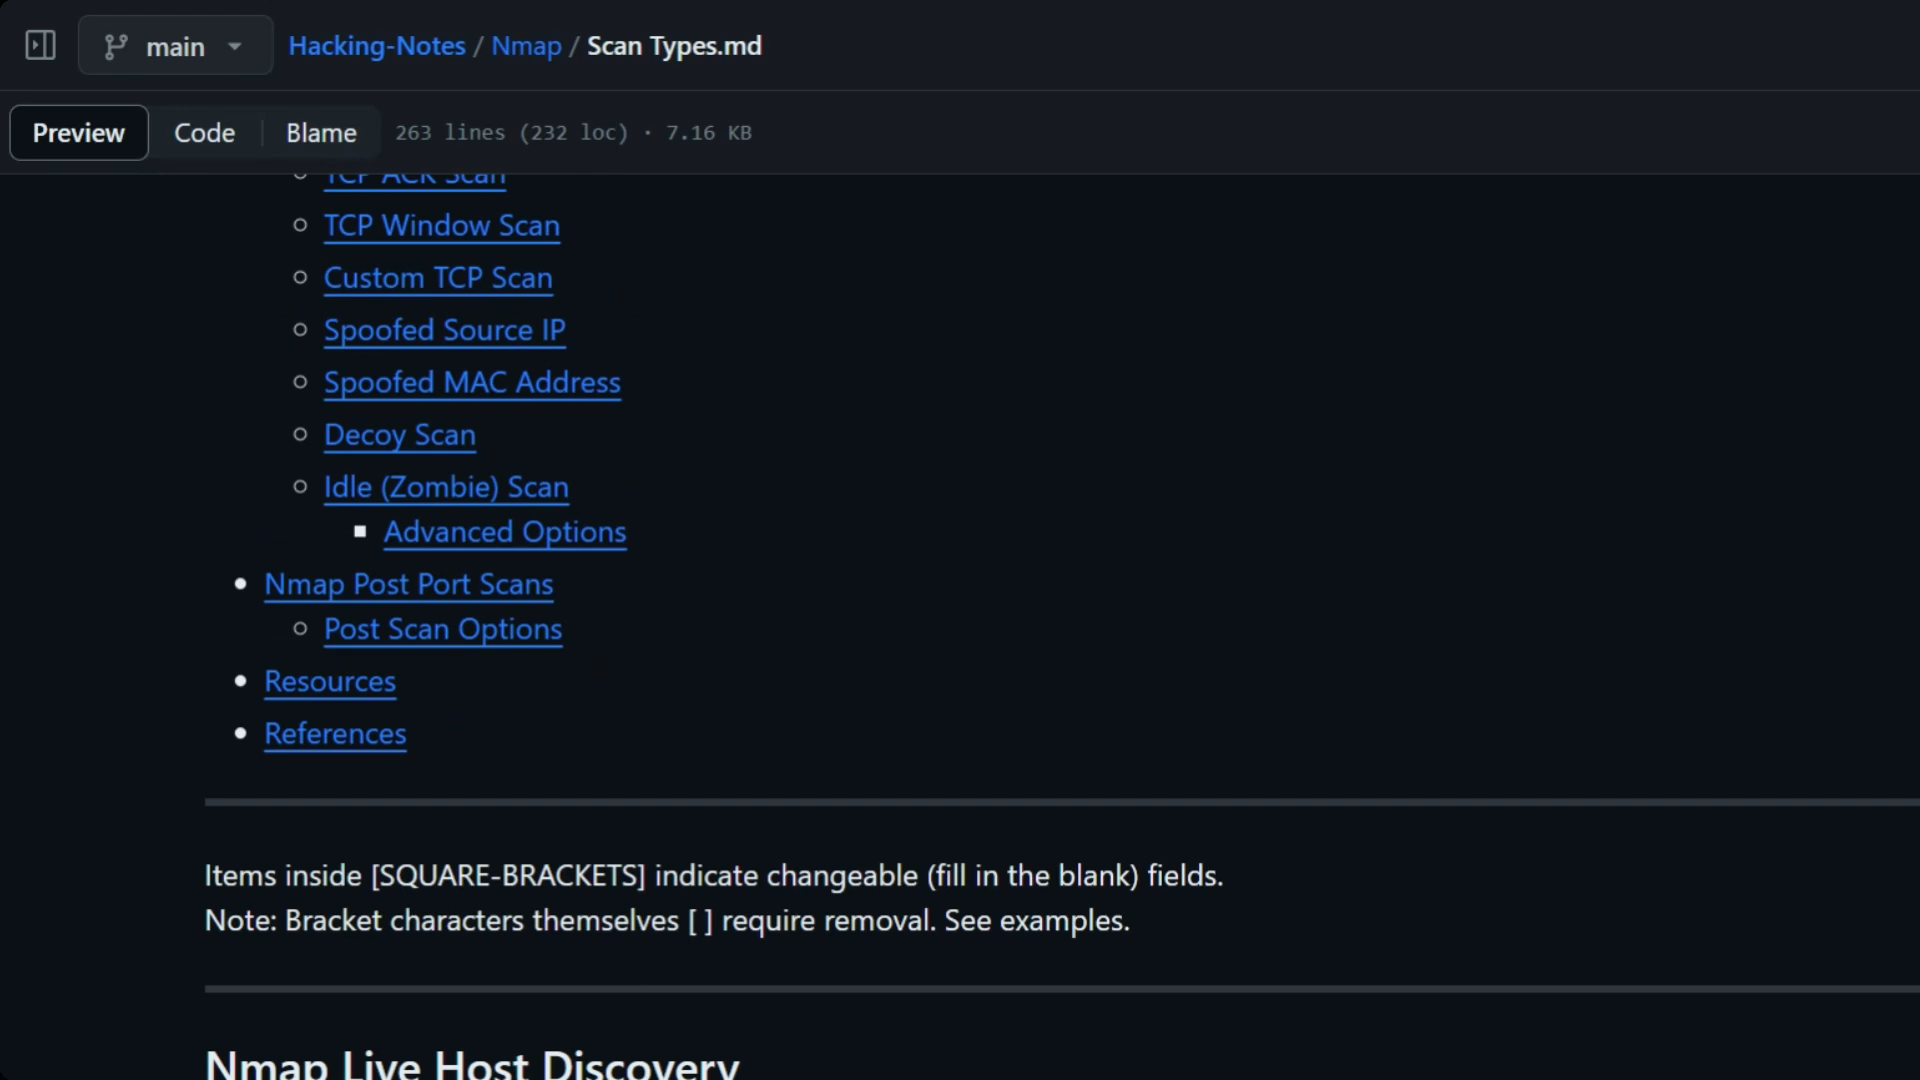 main
Hacking-Notes / Nmap / Scan Types.md
Preview
Code
Blame
263 lines (232 loc) · 7.16 KB
TCP ACK Scan
TCP Window Scan
Custom TCP Scan
Spoofed Source IP
Spoofed MAC Address
Decoy Scan
Idle (Zombie) Scan
Advanced Options
Nmap Post Port Scans
Post Scan Options
Resources
References
Items inside [SQUARE-BRACKETS] indicate changeable (fill in the blank) fields.
Note: Bracket characters themselves [ ] require removal. See examples.
Nmap Live Host Discovery